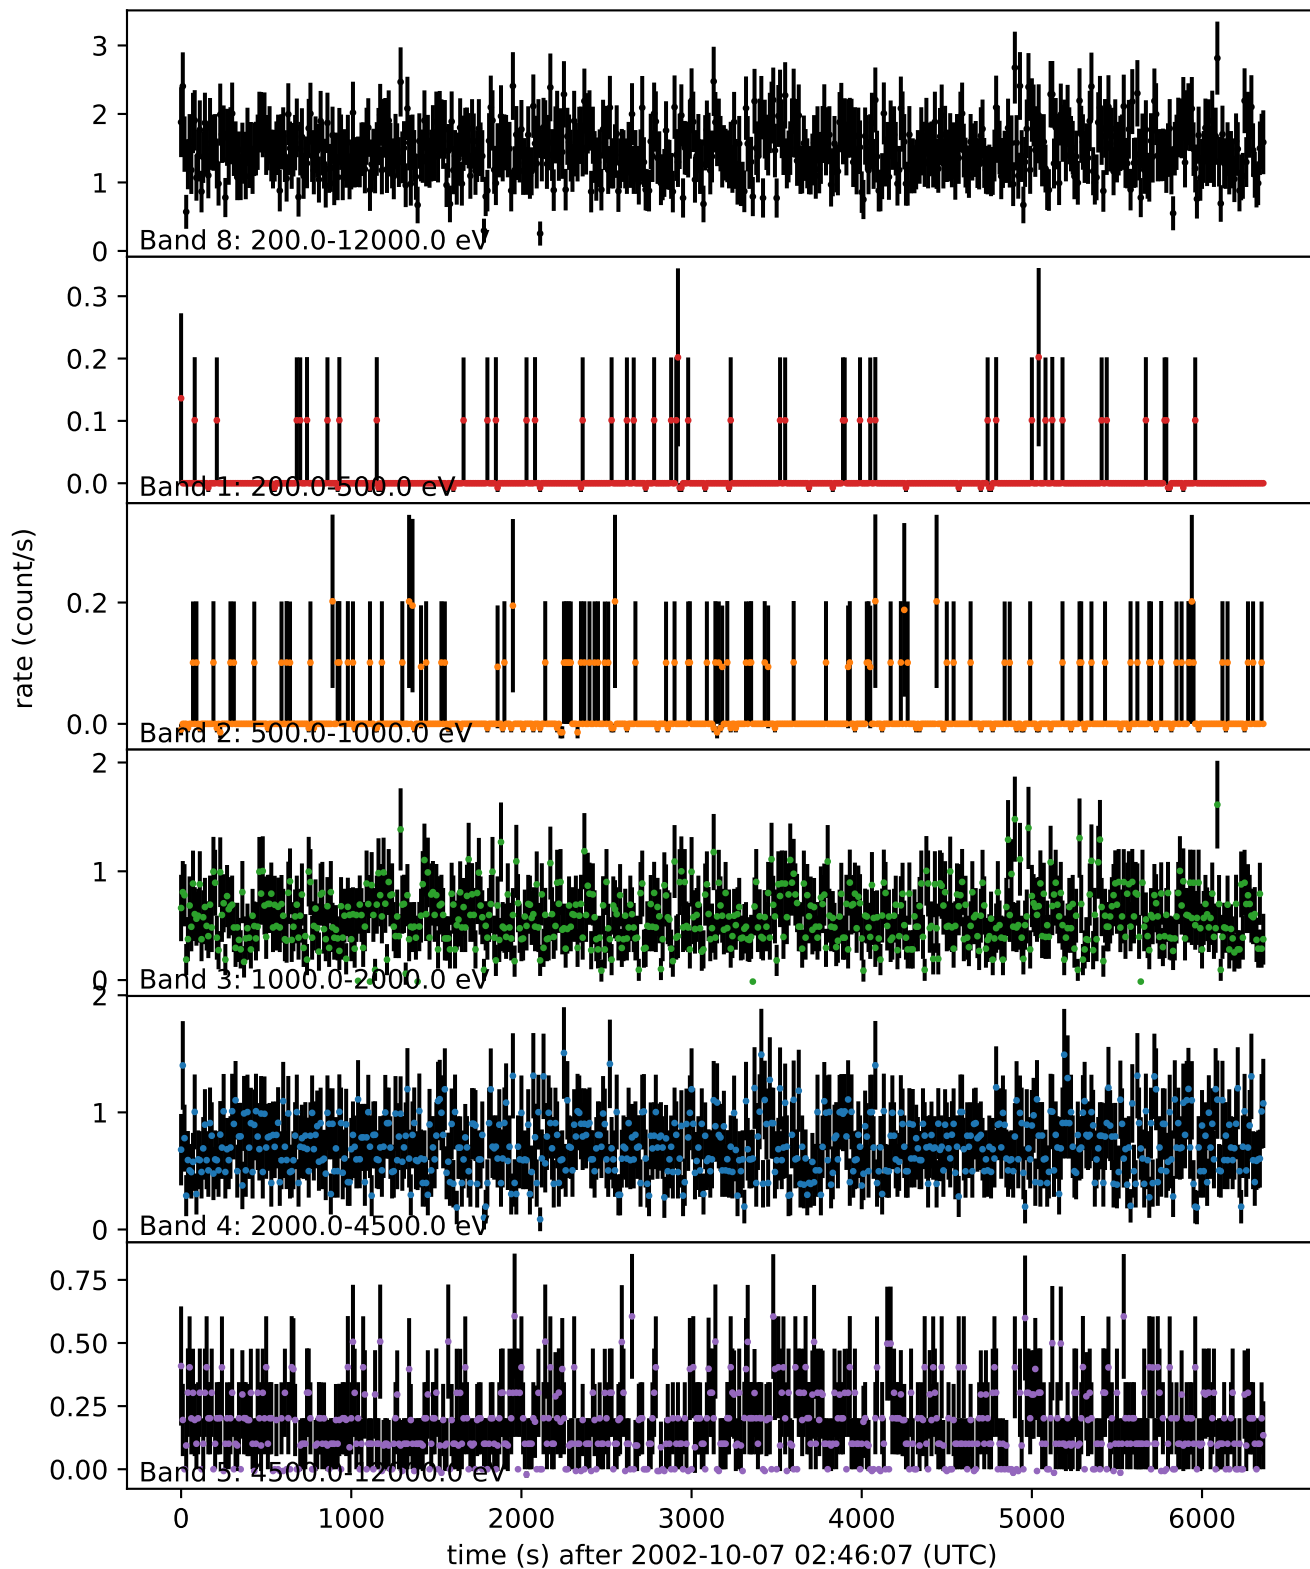 3
2
1
0
Band 8: 200.0-12000.0 eV
0.3
0.2
0.1
0.0
Band 1: 200.0-500.0 eV
0.2
0.0
Band 2: 500.0-1000.0 eV
rate (count/s)
2
1
0
Band 3: 1000.0-2000.0 eV
2
1
0
Band 4: 2000.0-4500.0 eV
0.75
0.50
0.25
0.00
Band 5: 4500.0-12000.0 eV
0 1000 2000 3000 4000 5000 6000
time (s) after 2002-10-07 02:46:07 (UTC)